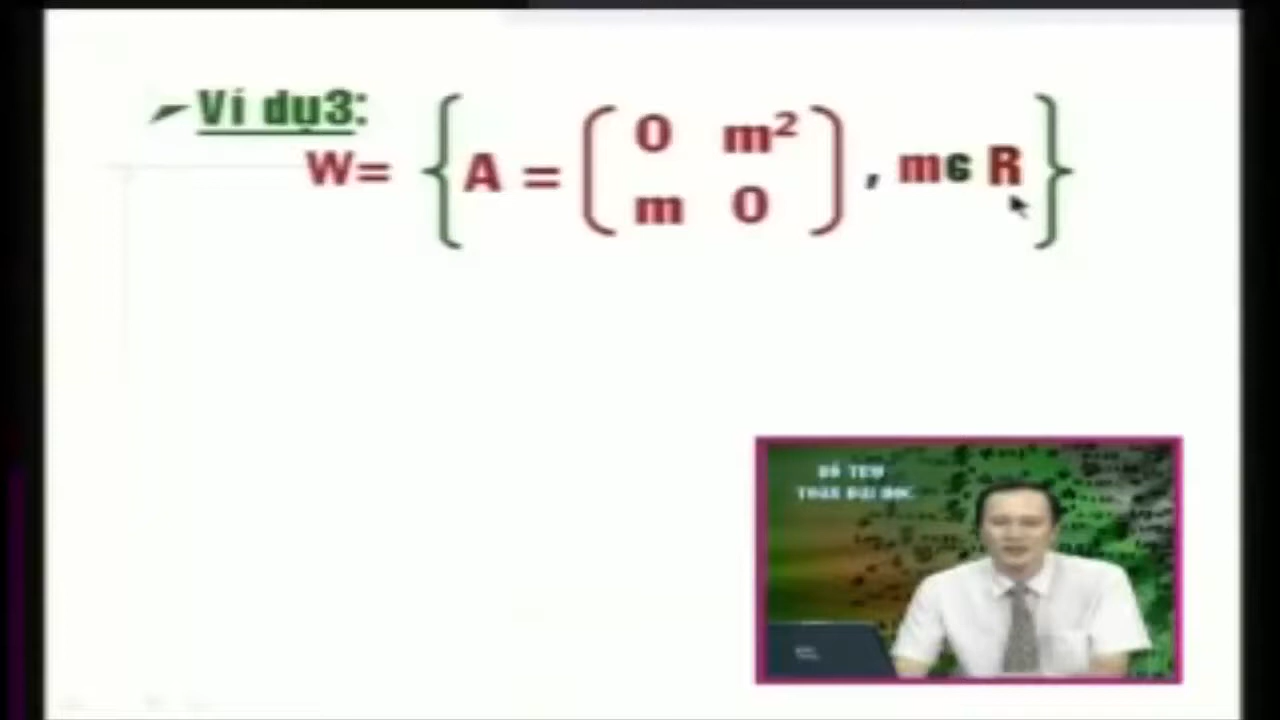 Ví dụ3:
W= { A = ( 0 m²
m 0 ) , m ϵ R }